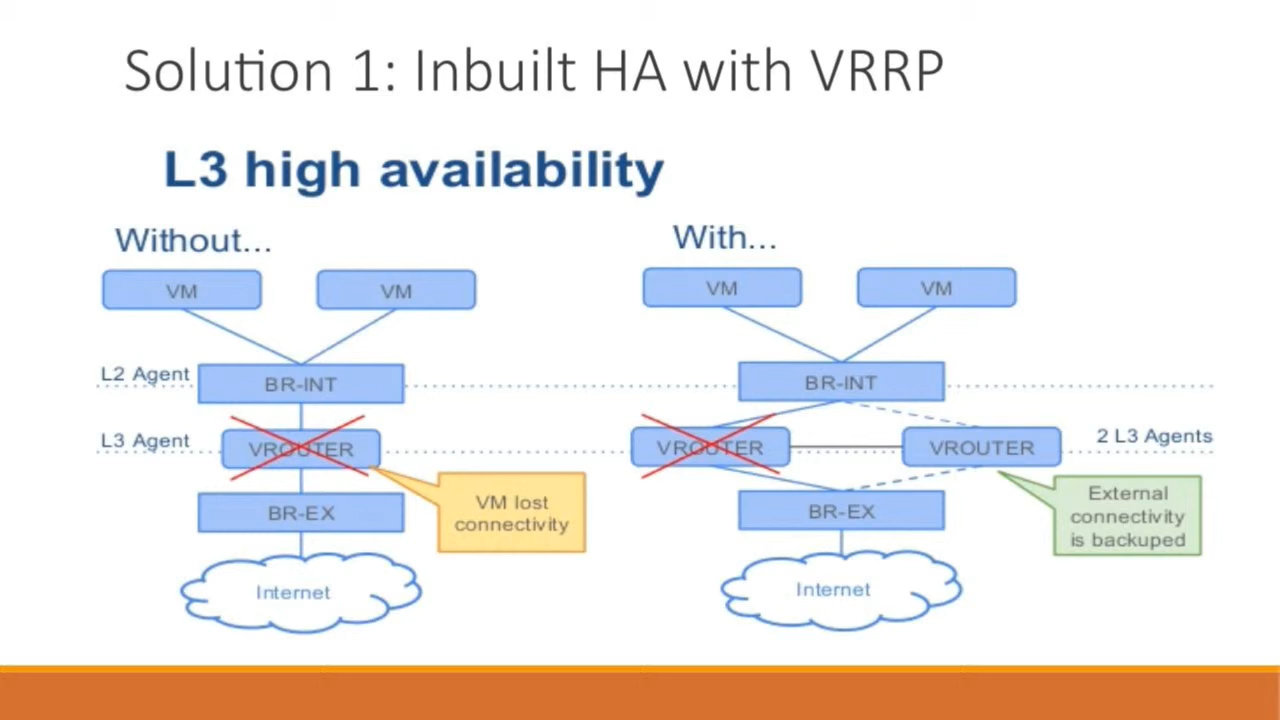 Solution 1: Inbuilt HA with VRRP
L3 high availability
Without...
VM
VM
L2 Agent
BR-INT
L3 Agent
VROUTER
VM lost
connectivity
BR-EX
Internet
With...
VM
VM
BR-INT
VROUTER
VROUTER
2 L3 Agents
External
connectivity
is backuped
BR-EX
Internet